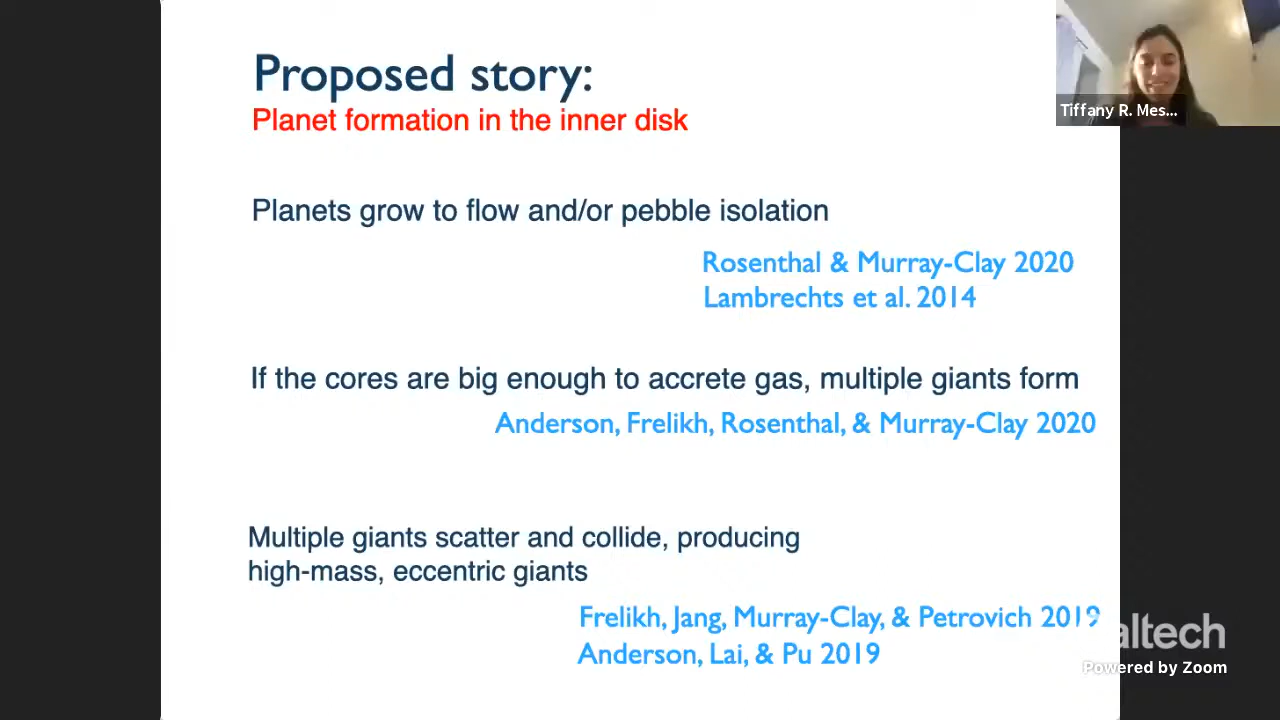 Proposed story:
Planet formation in the inner disk
Tiffany R. Mes...
Planets grow to flow and/or pebble isolation
Rosenthal & Murray-Clay 2020
Lambrechts et al. 2014
If the cores are big enough to accrete gas, multiple giants form
Anderson, Frelikh, Rosenthal, & Murray-Clay 2020
Multiple giants scatter and collide, producing
high-mass, eccentric giants
Frelikh, Jang, Murray-Clay, & Petrovich 2019
Anderson, Lai, & Pu 2019
altech
Powered by Zoom